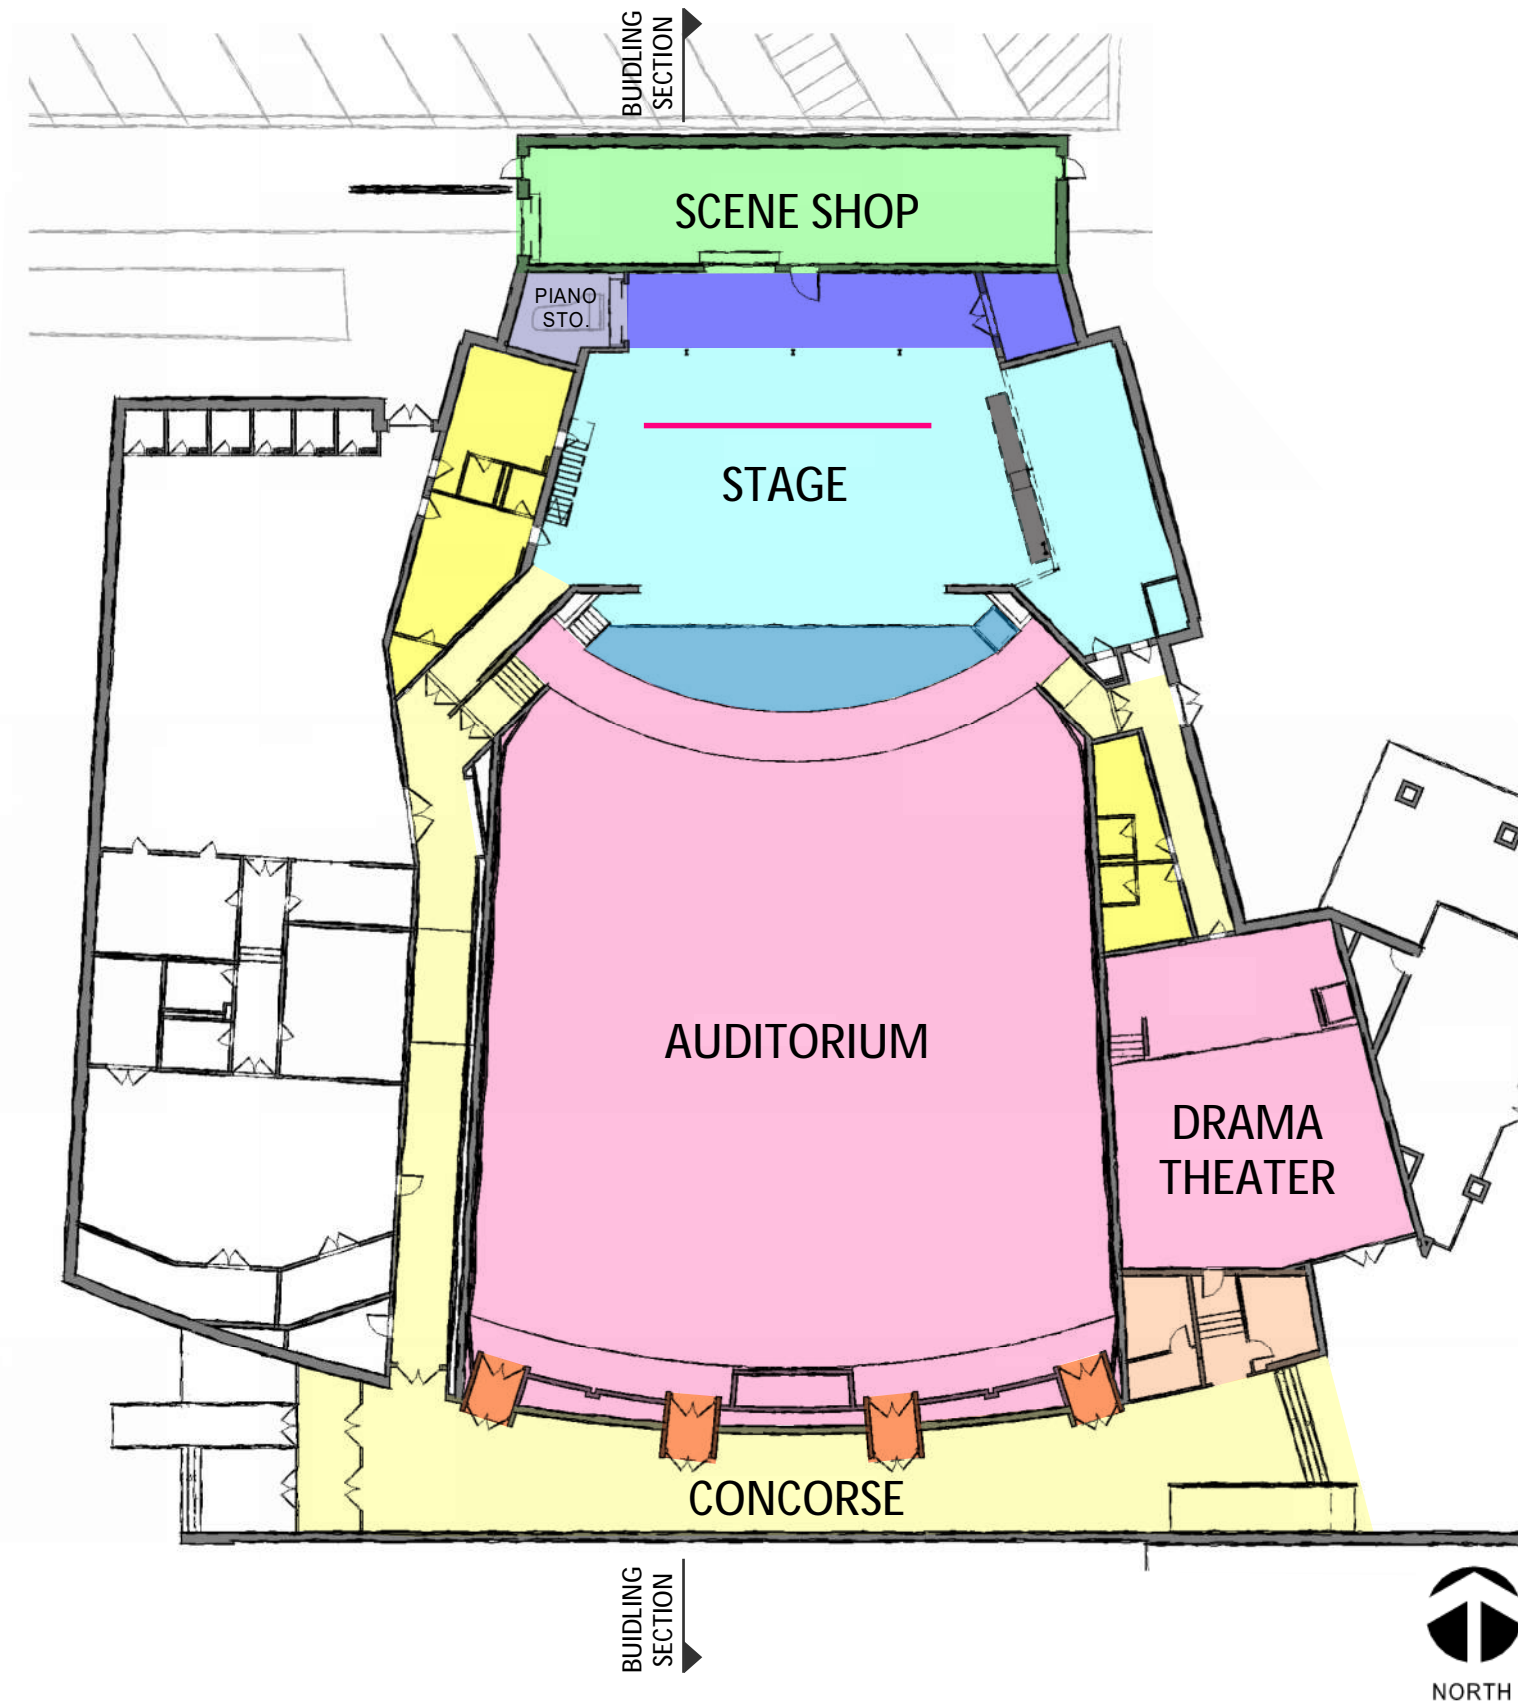 BUIDLING
SECTION
SCENE SHOP
PIANO
STO.
STAGE
AUDITORIUM
DRAMA
THEATER
CONCORSE
BUIDLING
SECTION
NORTH